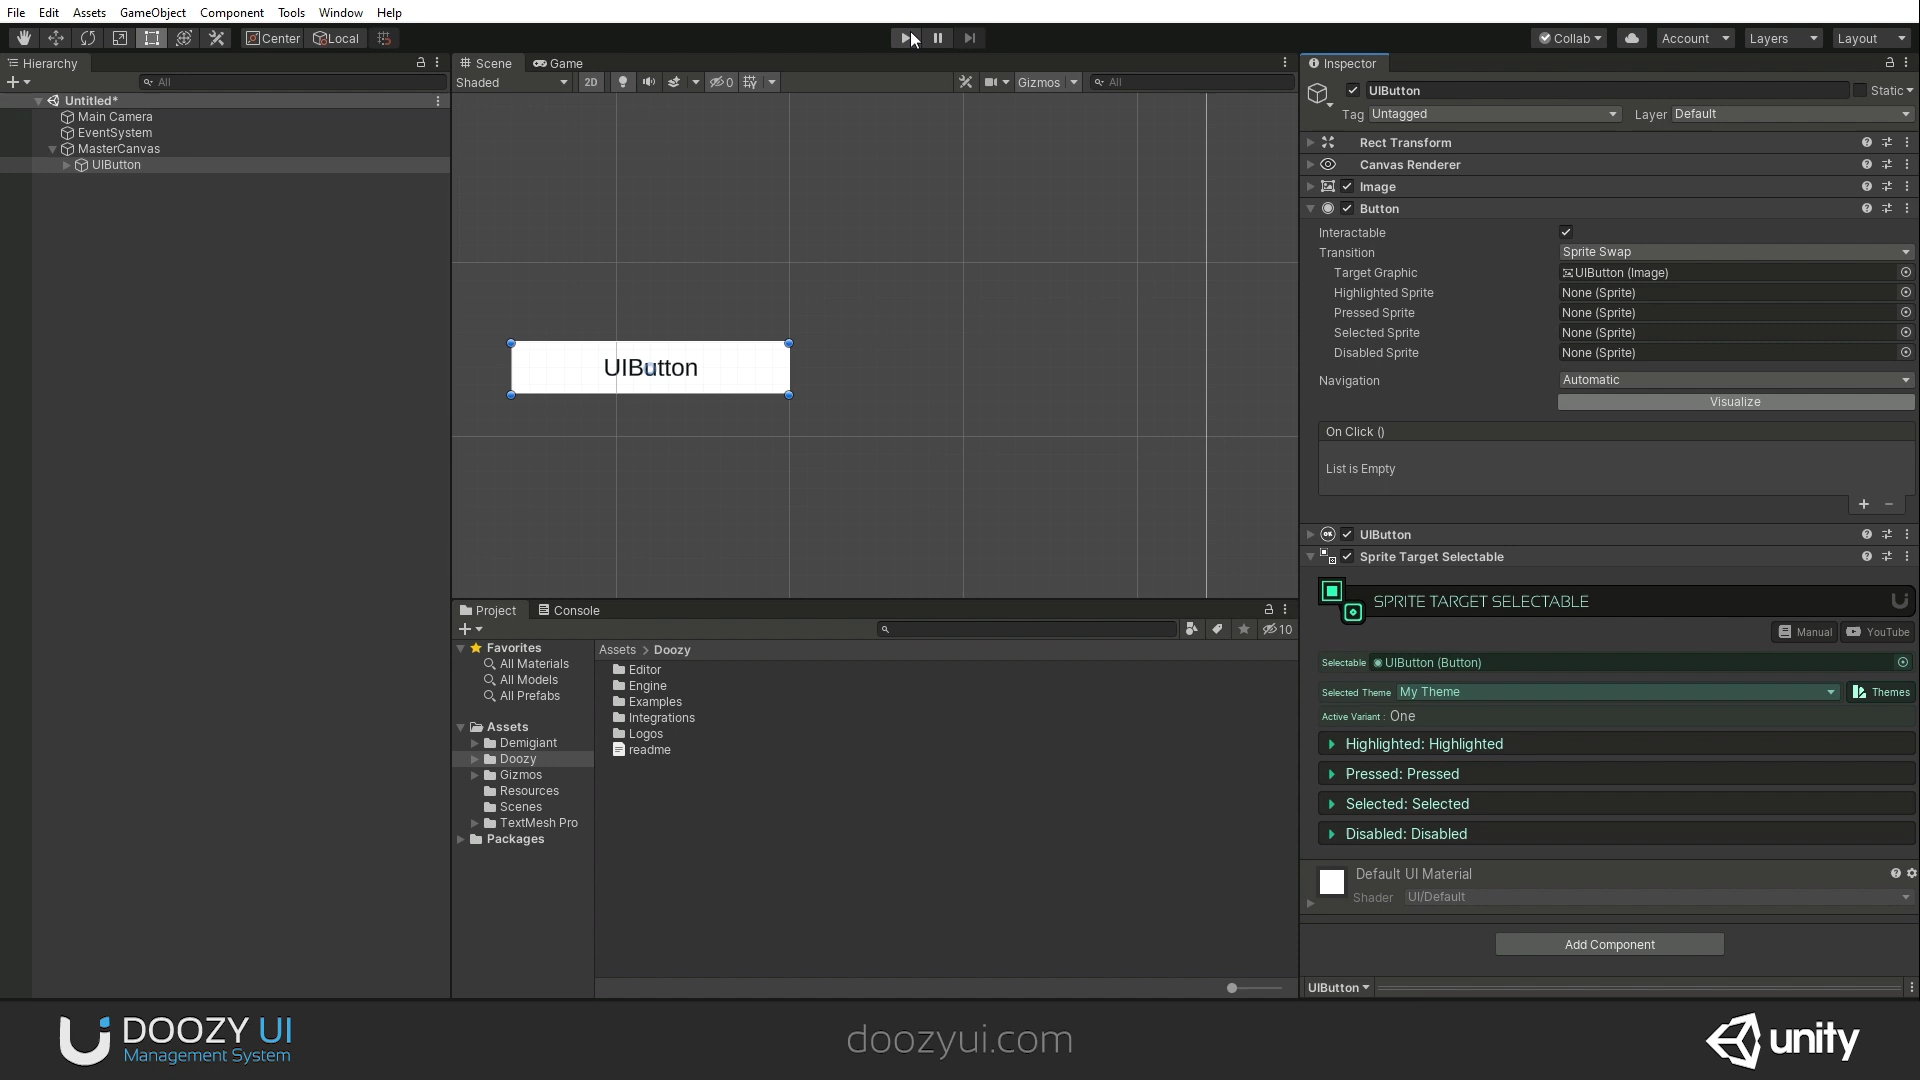 File Edit Assets GameObject Component Tools Window Help
Center Local
Collab Account Layers Layout
Hierarchy
All
Untitled*
Main Camera
EventSystem
MasterCanvas
UIButton
Scene Game
Shaded 2D 0 Gizmos All
UIButton
Project Console
10
Favorites
All Materials
All Models
All Prefabs
Assets
Demigiant
Doozy
Gizmos
Resources
Scenes
TextMesh Pro
Packages
Assets > Doozy
Editor
Engine
Examples
Integrations
Logos
readme
Inspector
UIButton Static
Tag Untagged Layer Default
Rect Transform
Canvas Renderer
Image
Button
Interactable
Transition Sprite Swap
Target Graphic UIButton (Image)
Highlighted Sprite None (Sprite)
Pressed Sprite None (Sprite)
Selected Sprite None (Sprite)
Disabled Sprite None (Sprite)
Navigation Automatic
Visualize
On Click ()
List is Empty
+ −
UIButton
Sprite Target Selectable
SPRITE TARGET SELECTABLE
Manual YouTube
Selectable UIButton (Button)
Selected Theme My Theme Themes
Active Variant : One
Highlighted: Highlighted
Pressed: Pressed
Selected: Selected
Disabled: Disabled
Default UI Material
Shader UI/Default
Add Component
UIButton
DOOZY UI
Management System
doozyui.com
unity